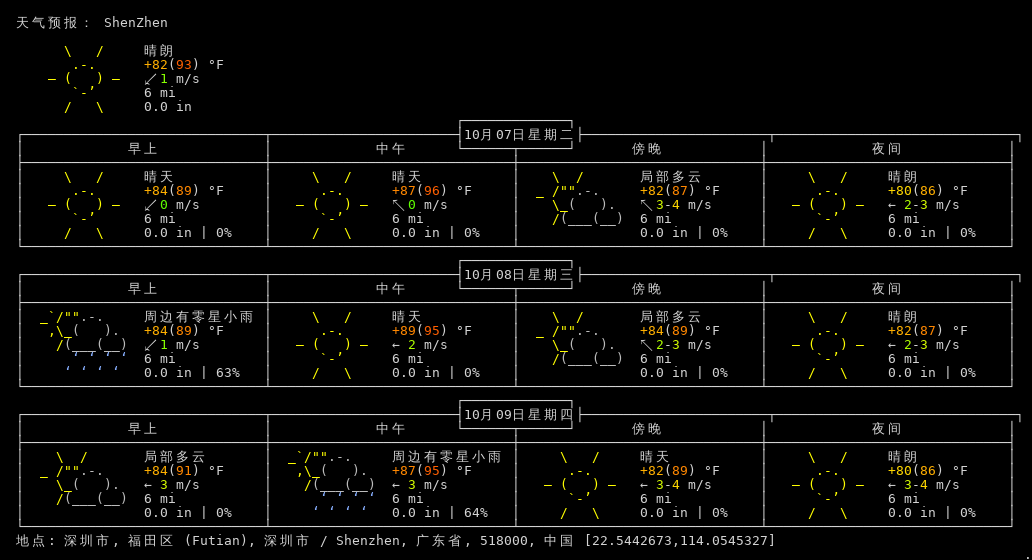 天气预报： ShenZhen
晴朗
+82(93) °F
↙ 1 m/s
6 mi
0.0 in
10月07日星期二
早上 中午 傍晚 夜间
晴天 晴天 局部多云 晴朗
+84(89) °F +87(96) °F +82(87) °F +80(86) °F
↙ 0 m/s ↖ 0 m/s ↖ 3-4 m/s ← 2-3 m/s
6 mi 6 mi 6 mi 6 mi
0.0 in | 0% 0.0 in | 0% 0.0 in | 0% 0.0 in | 0%
10月08日星期三
早上 中午 傍晚 夜间
周边有零星小雨 晴天 局部多云 晴朗
+84(89) °F +89(95) °F +84(89) °F +82(87) °F
↙ 1 m/s ← 2 m/s ↖ 2-3 m/s ← 2-3 m/s
6 mi 6 mi 6 mi 6 mi
0.0 in | 63% 0.0 in | 0% 0.0 in | 0% 0.0 in | 0%
10月09日星期四
早上 中午 傍晚 夜间
局部多云 周边有零星小雨 晴天 晴朗
+84(91) °F +87(95) °F +82(89) °F +80(86) °F
← 3 m/s ← 3 m/s ← 3-4 m/s ← 3-4 m/s
6 mi 6 mi 6 mi 6 mi
0.0 in | 0% 0.0 in | 64% 0.0 in | 0% 0.0 in | 0%
地点: 深圳市, 福田区 (Futian), 深圳市 / Shenzhen, 广东省, 518000, 中国 [22.5442673,114.0545327]